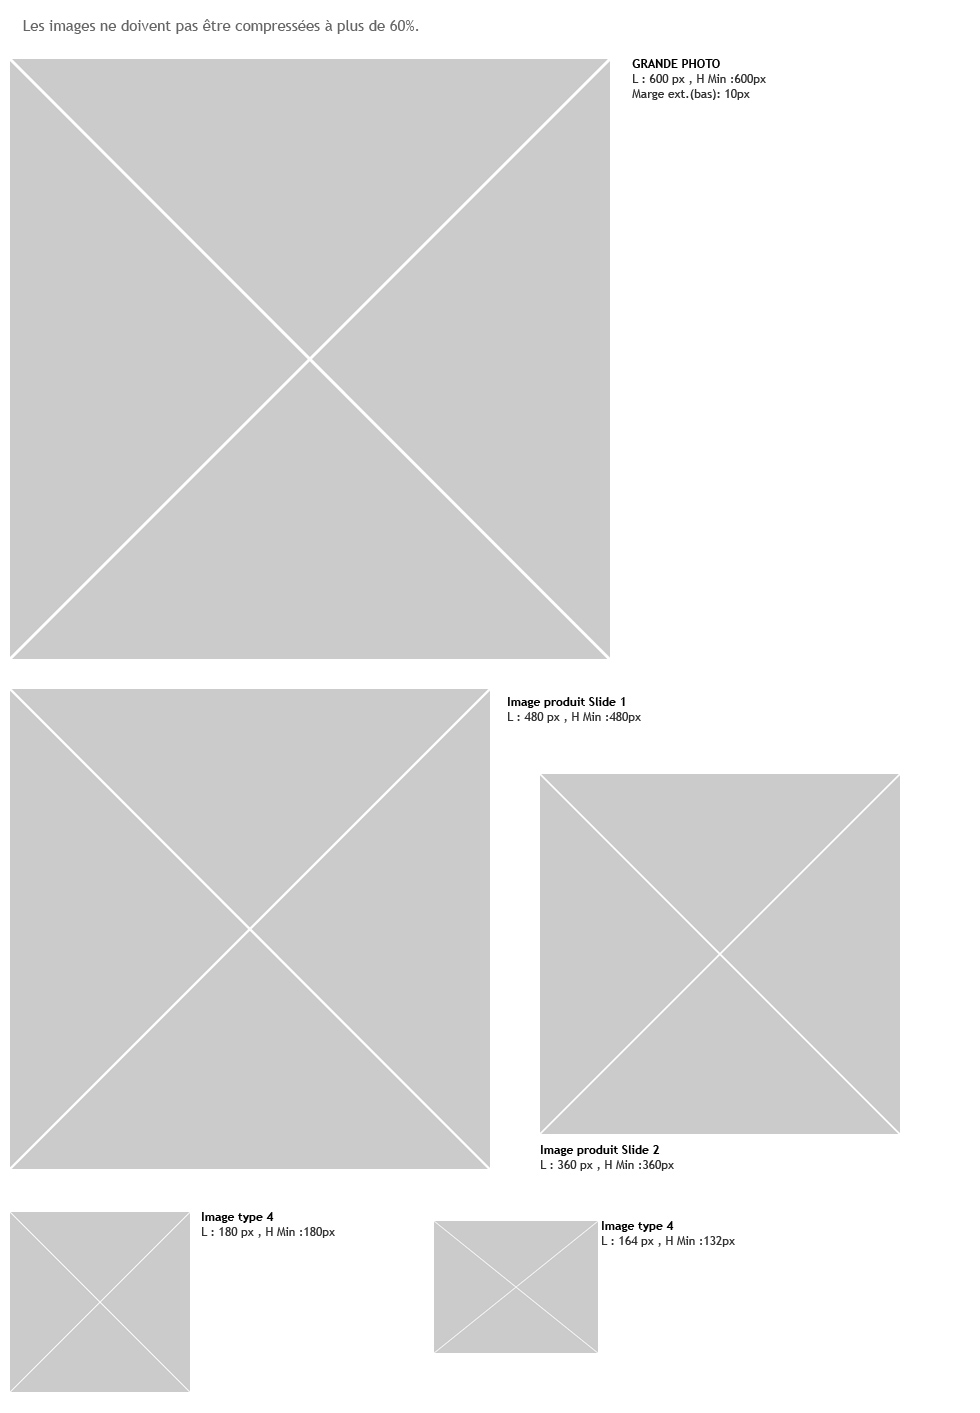 Les images ne doivent pas être compressées à plus de 60%.
GRANDE PHOTO
L : 600 px , H Min :600px
Marge ext.(bas): 10px
Image produit Slide 1
L : 480 px , H Min :480px
Image produit Slide 2
L : 360 px , H Min :360px
Image type 4
L : 180 px , H Min :180px
Image type 4
L : 164 px , H Min :132px